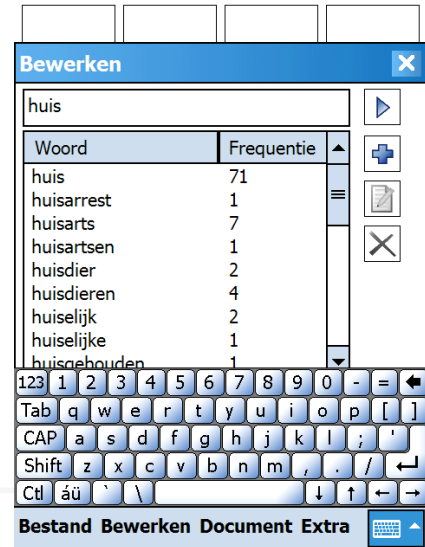 Bewerken
huis
Woord Frequentie
huis 71
huisarrest 1
huisarts 7
huisartsen 1
huisdier 2
huisdieren 4
huiselijk 2
huiselijke 1
huisgehouden 1
123 1 2 3 4 5 6 7 8 9 0 - =
Tab q w e r t y u i o p [ ]
CAP a s d f g h j k l ; '
Shift z x c v b n m , . /
Ctl áü ` \
Bestand Bewerken Document Extra